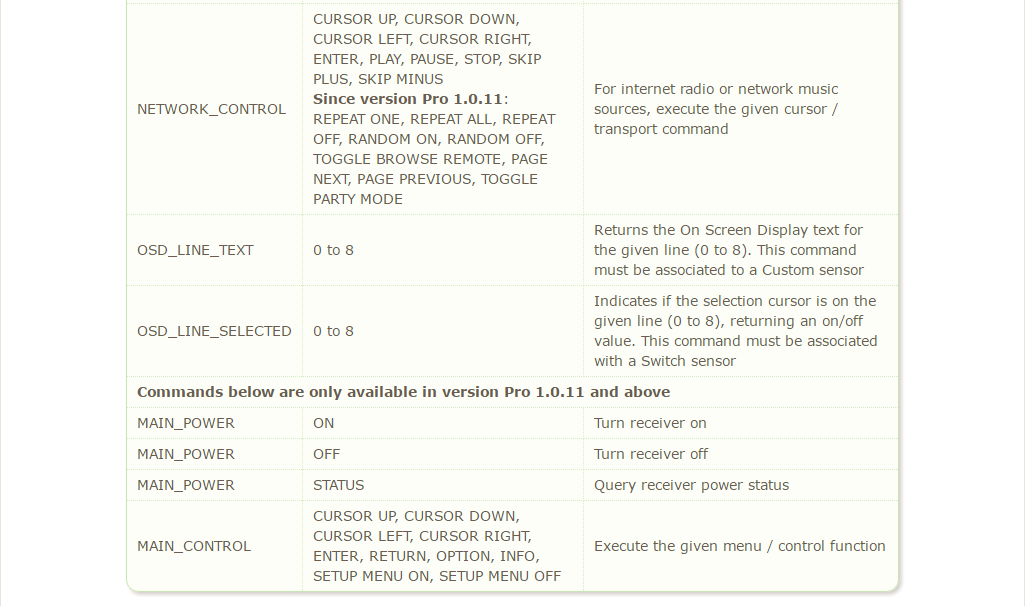 CURSOR UP, CURSOR DOWN,
CURSOR LEFT, CURSOR RIGHT,
ENTER, PLAY, PAUSE, STOP, SKIP
PLUS, SKIP MINUS
NETWORK_CONTROL
Since version Pro 1.0.11:
REPEAT ONE, REPEAT ALL, REPEAT
OFF, RANDOM ON, RANDOM OFF,
TOGGLE BROWSE REMOTE, PAGE
NEXT, PAGE PREVIOUS, TOGGLE
PARTY MODE
For internet radio or network music
sources, execute the given cursor /
transport command
OSD_LINE_TEXT
0 to 8
Returns the On Screen Display text for
the given line (0 to 8). This command
must be associated to a Custom sensor
OSD_LINE_SELECTED
0 to 8
Indicates if the selection cursor is on the
given line (0 to 8), returning an on/off
value. This command must be associated
with a Switch sensor
Commands below are only available in version Pro 1.0.11 and above
MAIN_POWER
ON
Turn receiver on
MAIN_POWER
OFF
Turn receiver off
MAIN_POWER
STATUS
Query receiver power status
MAIN_CONTROL
CURSOR UP, CURSOR DOWN,
CURSOR LEFT, CURSOR RIGHT,
ENTER, RETURN, OPTION, INFO,
SETUP MENU ON, SETUP MENU OFF
Execute the given menu / control function